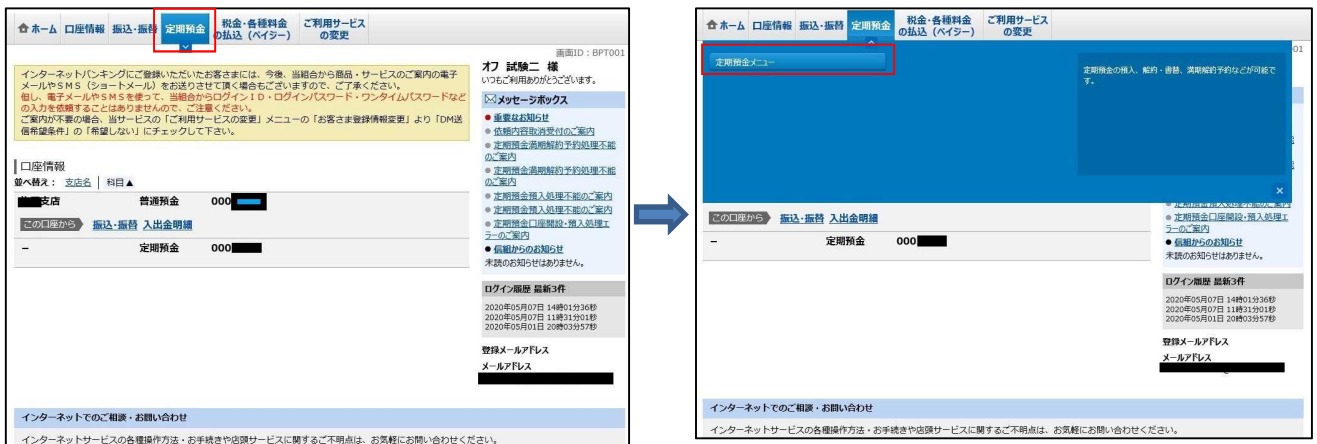 ホーム 口座情報 振込・振替 定期預金 税金・各種料金の払込(ペイジー) ご利用サービスの変更
画面ID:BPT001
オフ 試験二 様
いつもご利用ありがとうございます。
インターネットバンキングにご登録いただいたお客さまには、今後、当組合から商品・サービスのご案内の電子
メールやSMS(ショートメール)をお送りさせて頂く場合もございますので、ご了承ください。
但し、電子メールやSMSを使って、当組合からログインID・ログインパスワード・ワンタイムパスワードなど
の入力を依頼することはありませんので、ご注意ください。
ご案内が不要の場合、当サービスの「ご利用サービスの変更」メニューの「お客さま登録情報変更」より「DM送
信希望条件」の「希望しない」にチェックして下さい。
口座情報
並べ替え: 支店名 | 科目▲
支店 普通預金 000
この口座から 振込・振替 入出金明細
− 定期預金 000
メッセージボックス
重要なお知らせ
依頼内容取消受付のご案内
定期預金満期解約予約処理不能
のご案内
定期預金満期解約予約処理不能
のご案内
定期預金預入処理不能のご案内
定期預金預入処理不能のご案内
定期預金口座開設・預入処理エ
ラーのご案内
信組からのお知らせ
未読のお知らせはありません。
ログイン履歴 最新3件
2020年05月07日 14時01分36秒
2020年05月07日 11時31分01秒
2020年05月01日 20時03分57秒
登録メールアドレス
メールアドレス
インターネットでのご相談・お問い合わせ
インターネットサービスの各種操作方法・お手続きや店頭サービスに関するご不明点は、お気軽にお問い合わせください。
ホーム 口座情報 振込・振替 定期預金 税金・各種料金の払込(ペイジー) ご利用サービスの変更
01
定期預金メニュー
定期預金の預入、解約・書替、満期解約予約などが可能で
す。
×
この口座から 振込・振替 入出金明細
− 定期預金 000
定期預金口座開設・預入処理エ
ラーのご案内
信組からのお知らせ
未読のお知らせはありません。
ログイン履歴 最新3件
2020年05月07日 14時01分36秒
2020年05月07日 11時31分01秒
2020年05月01日 20時03分57秒
登録メールアドレス
メールアドレス
インターネットでのご相談・お問い合わせ
インターネットサービスの各種操作方法・お手続きや店頭サービスに関するご不明点は、お気軽にお問い合わせください。